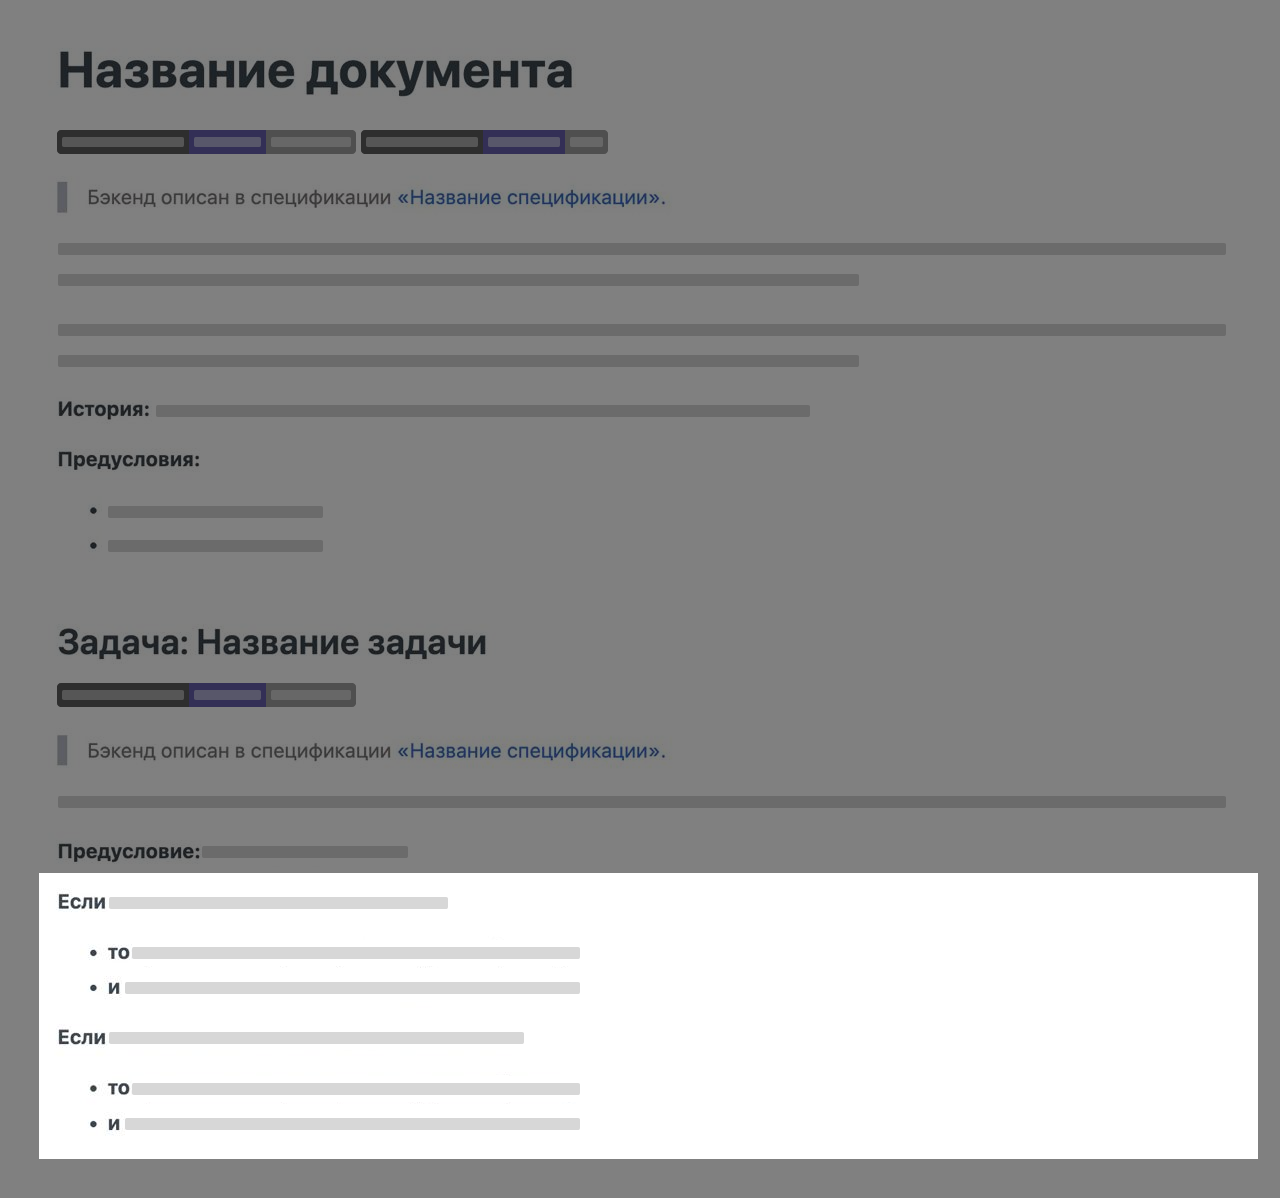 Название документа
Бэкенд описан в спецификации «Название спецификации».
История:
Предусловия:
Задача: Название задачи
Бэкенд описан в спецификации «Название спецификации».
Предусловие:
Если
• то
• и
Если
• то
• и